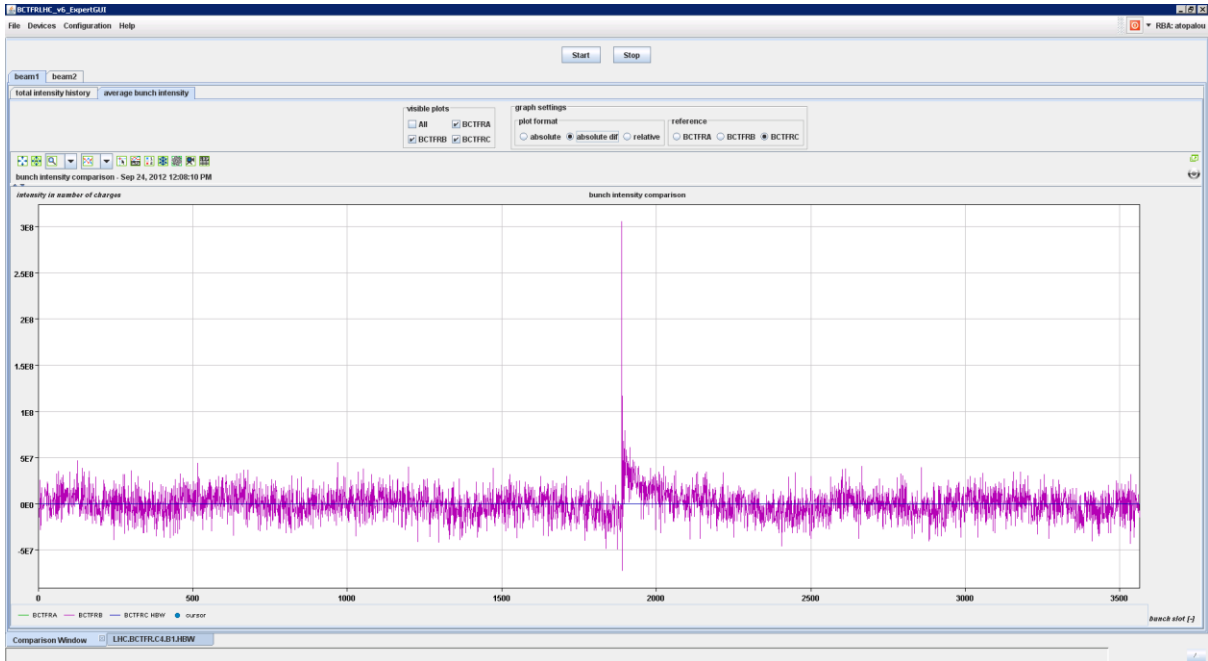 BCTFRLHC_v6_ExpertGUI
File Devices Configuration Help
RBA: atopalou
Start Stop
beam1 beam2
total intensity history average bunch intensity
visible plots
All BCTFRA
BCTFRB BCTFRC
graph settings
plot format
absolute absolute dif relative
reference
BCTFRA BCTFRB BCTFRC
bunch intensity comparison - Sep 24, 2012 12:08:10 PM
intensity in number of charges
bunch intensity comparison
3E8
2.5E8
2E8
1.5E8
1E8
5E7
0E0
-5E7
0 500 1000 1500 2000 2500 3000 3500
BCTFRA BCTFRB BCTFRC HBW cursor
bunch slot [-]
Comparison Window LHC.BCTFR.C4.B1.HBW